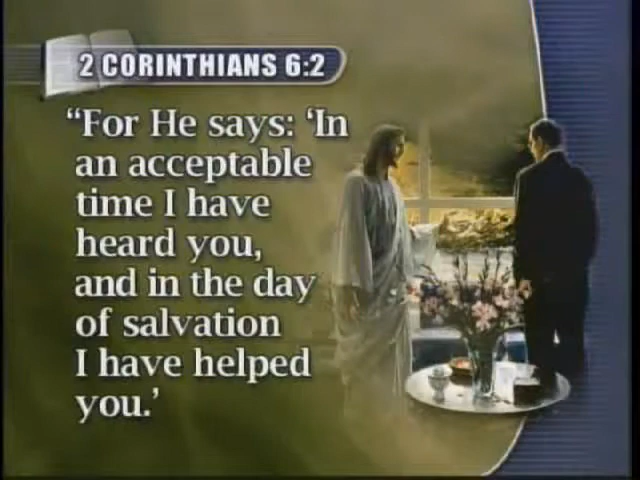 2 CORINTHIANS 6:2
“For He says: ‘In
an acceptable
time I have
heard you,
and in the day
of salvation
I have helped
you.’